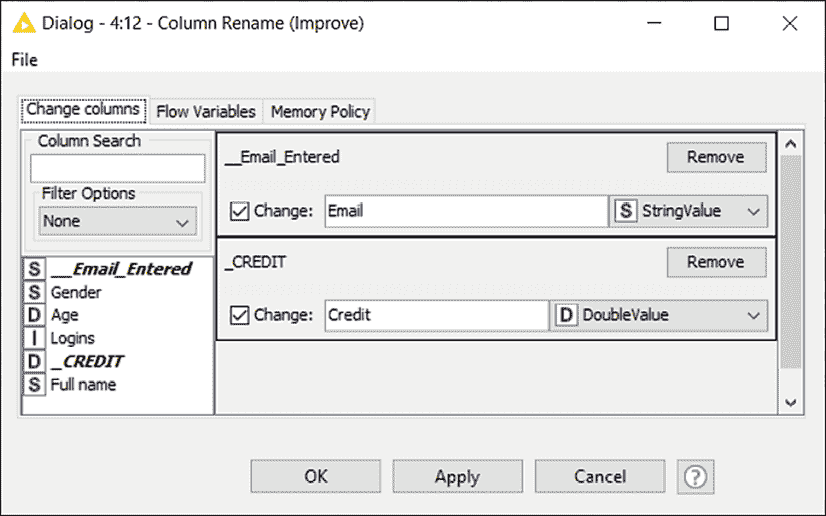 Dialog - 4:12 - Column Rename (Improve)
File
Change columns Flow Variables Memory Policy
Column Search
Filter Options
None
S __Email_Entered
S Gender
D Age
I Logins
D _CREDIT
S Full name
__Email_Entered Remove
Change: Email S StringValue
_CREDIT Remove
Change: Credit D DoubleValue
OK Apply Cancel ?